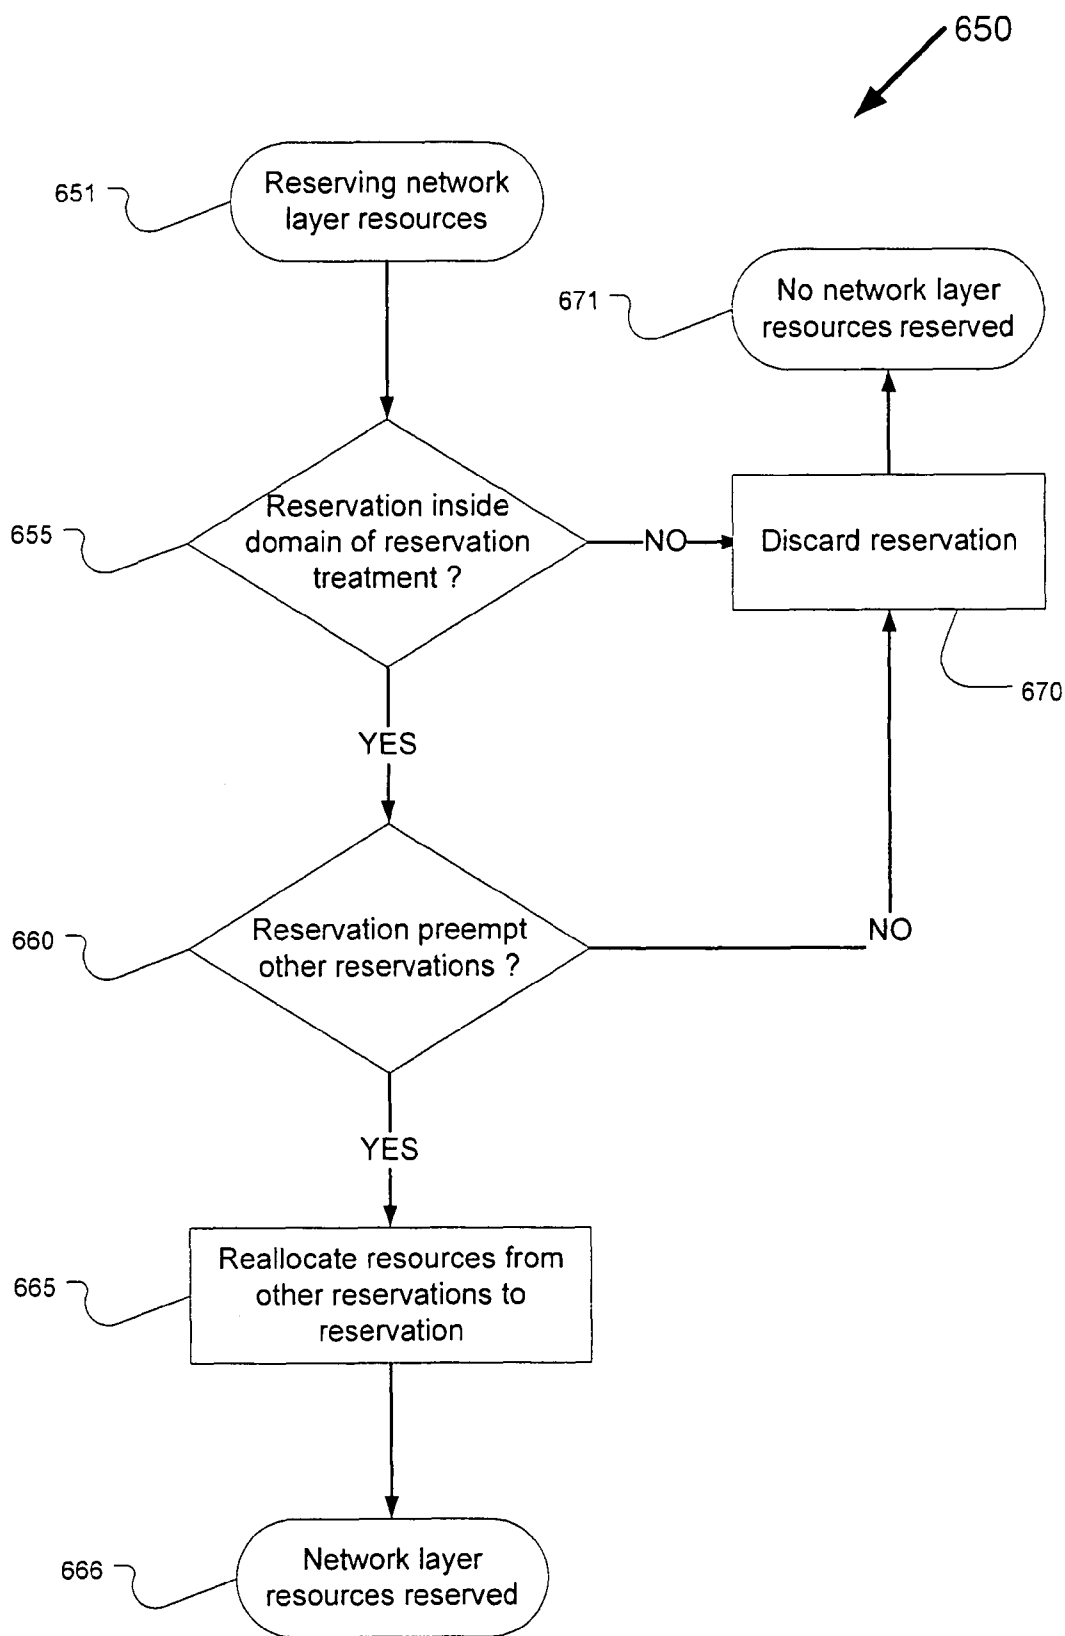 650
651
Reserving network
layer resources
671
No network layer
resources reserved
655
Reservation inside
domain of reservation
treatment ?
NO
Discard reservation
670
YES
660
Reservation preempt
other reservations ?
NO
YES
665
Reallocate resources from
other reservations to
reservation
666
Network layer
resources reserved